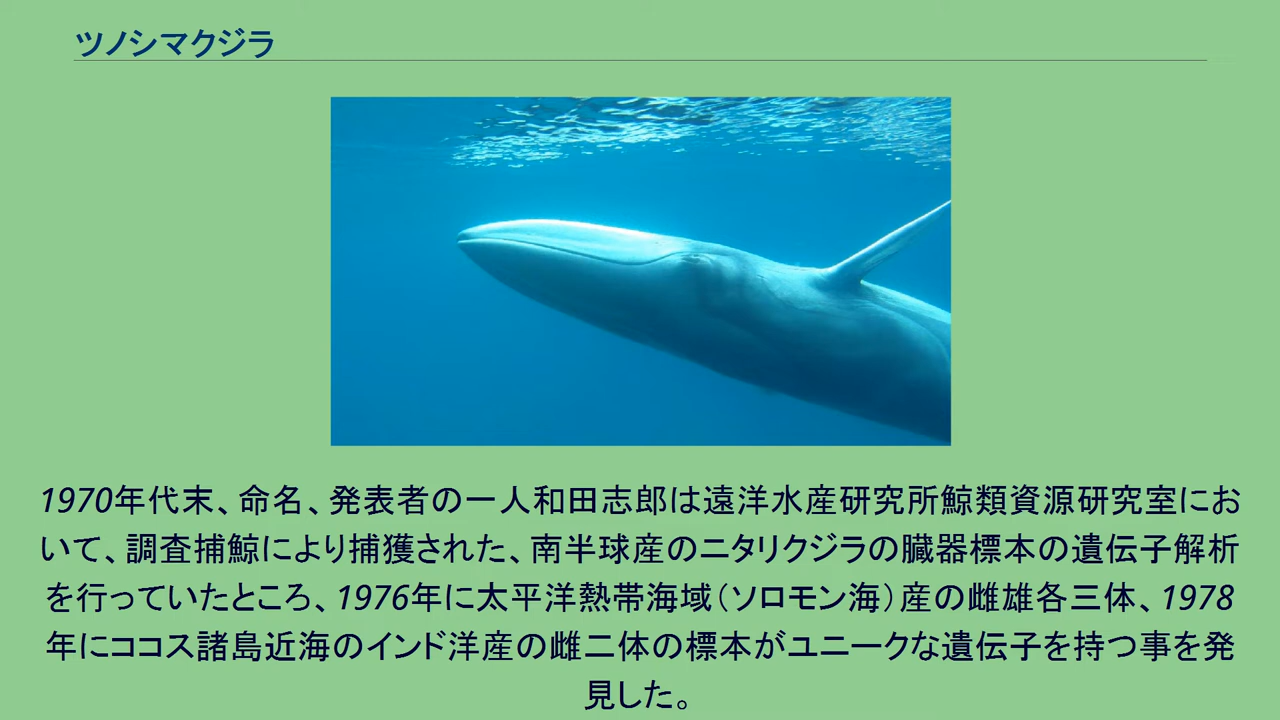 ツノシマクジラ
1970年代末、命名、発表者の一人和田志郎は遠洋水産研究所鯨類資源研究室にお
いて、調査捕鯨により捕獲された、南半球産のニタリクジラの臓器標本の遺伝子解析
を行っていたところ、1976年に太平洋熱帯海域（ソロモン海）産の雌雄各三体、1978
年にココス諸島近海のインド洋産の雌二体の標本がユニークな遺伝子を持つ事を発
見した。